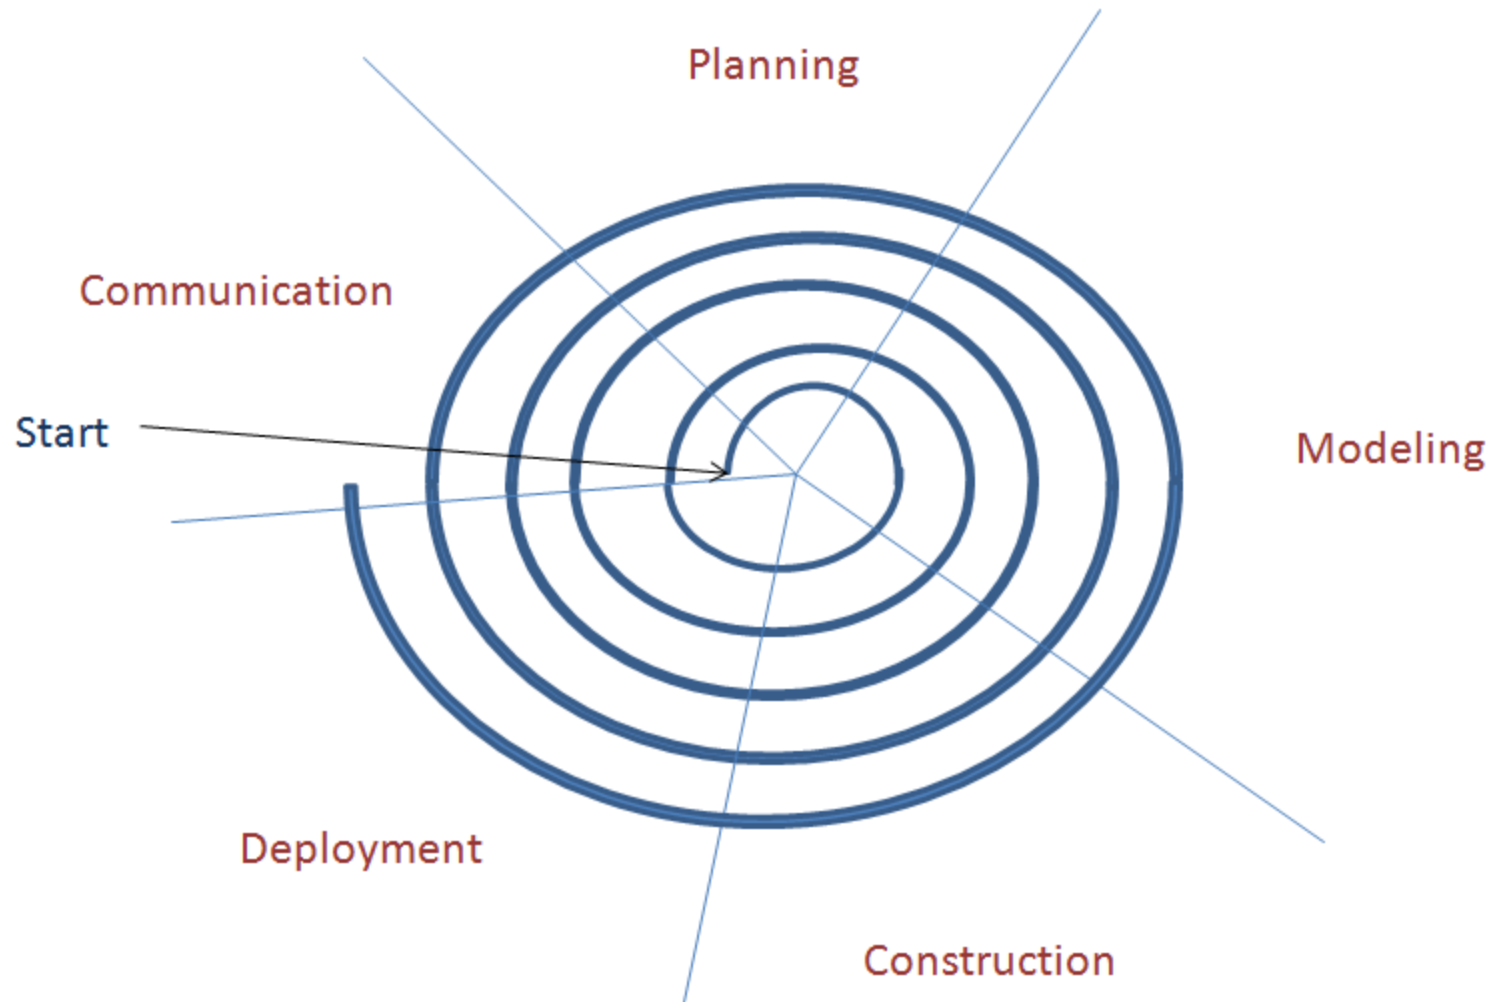 Planning
Communication
Start
Modeling
Deployment
Construction